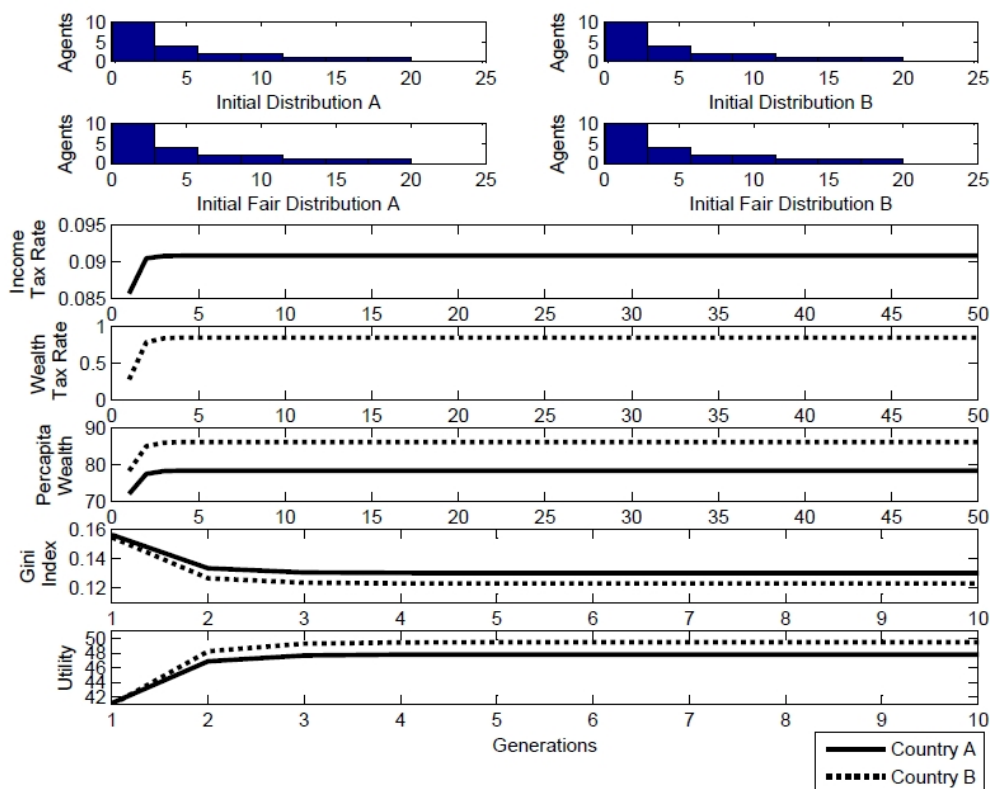 Agents
10
5
0
0 5 10 15 20 25
Initial Distribution A
Agents
10
5
0
0 5 10 15 20 25
Initial Distribution B
Agents
10
5
0
0 5 10 15 20 25
Initial Fair Distribution A
Agents
10
5
0
0 5 10 15 20 25
Initial Fair Distribution B
Income
Tax Rate
0.095
0.09
0.085
0 5 10 15 20 25 30 35 40 45 50
Wealth
Tax Rate
1
0.5
0
0 5 10 15 20 25 30 35 40 45 50
Percapita
Wealth
90
80
70
0 5 10 15 20 25 30 35 40 45 50
Gini
Index
0.16
0.14
0.12
1 2 3 4 5 6 7 8 9 10
Utility
50
48
46
44
42
1 2 3 4 5 6 7 8 9 10
Generations
Country A
Country B